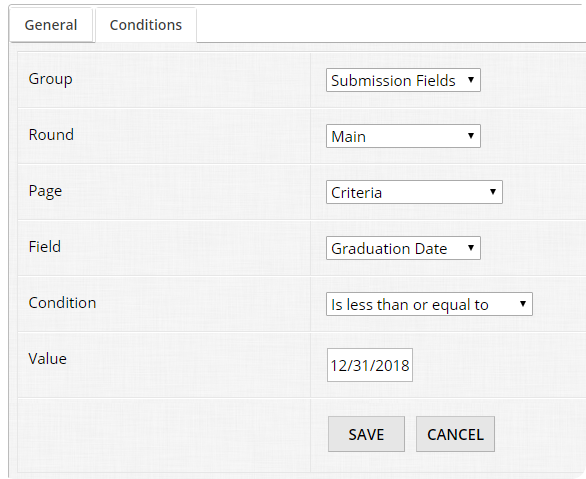 General Conditions
Group Submission Fields
Round Main
Page Criteria
Field Graduation Date
Condition Is less than or equal to
Value 12/31/2018
SAVE CANCEL